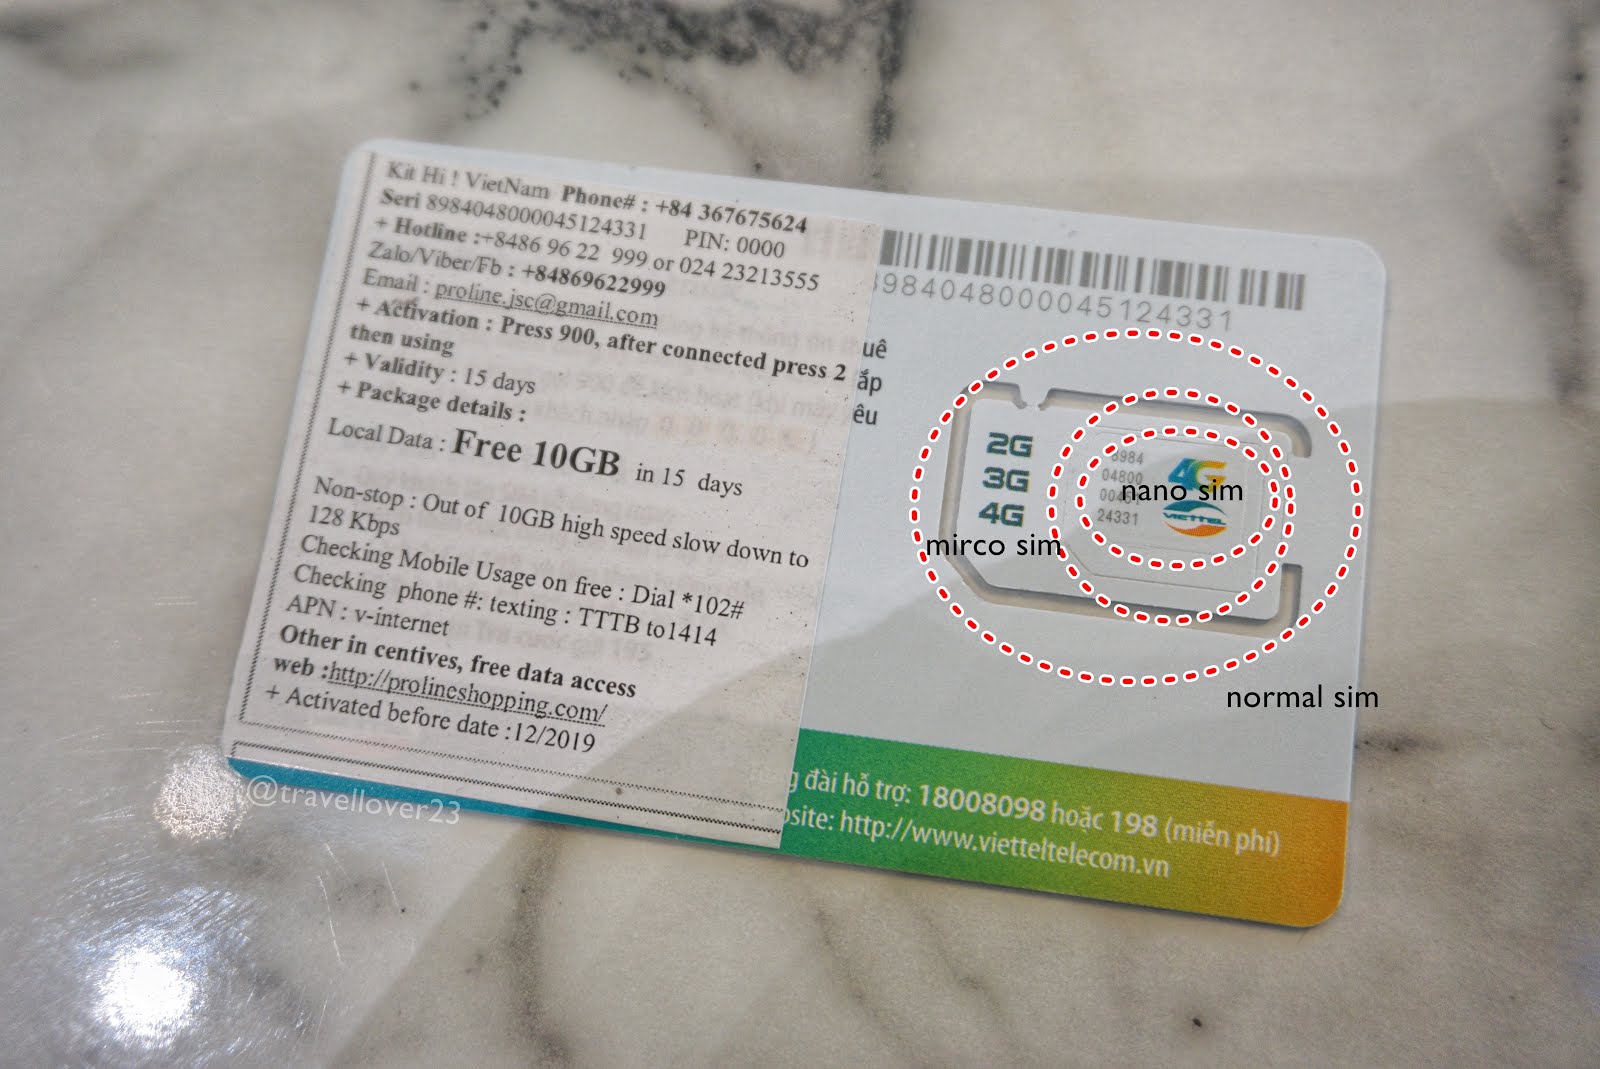 Kit Hi ! VietNam Phone# : +84 367675624
Seri 8984048000045124331 PIN: 0000
+ Hotline :+8486 96 22 999 or 024 23213555
Zalo/Viber/Fb : +84869622999
Email : proline.jsc@gmail.com
+ Activation : Press 900, after connected press 2
then using
+ Validity : 15 days
+ Package details :
Local Data : Free 10GB in 15 days
Non-stop : Out of 10GB high speed slow down to
128 Kbps
Checking Mobile Usage on free : Dial *102#
Checking phone #: texting : TTTB to1414
APN : v-internet
Other in centives, free data access
web :http://prolineshopping.com/
+ Activated before date :12/2019
@travellover23
8984048000045124331
uê
ắp
êu
2G
3G
4G
8984
04800
00451
24331
4G
VIETTEL
nano sim
mirco sim
normal sim
g đài hỗ trợ: 18008098 hoặc 198 (miễn phí)
bsite: http://www.vietteltelecom.vn